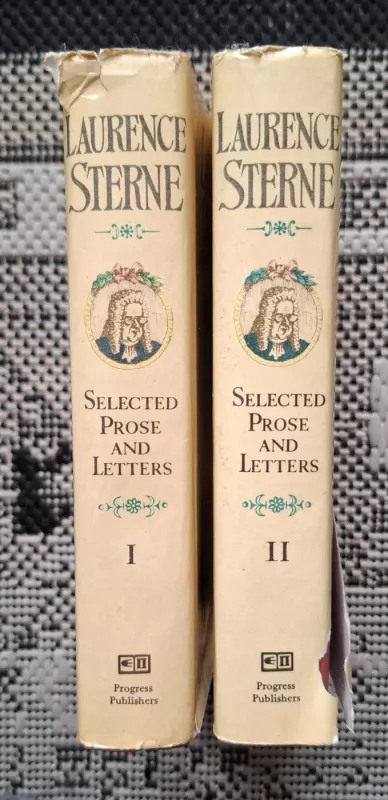 LAURENCE
STERNE
SELECTED
PROSE
AND
LETTERS
I
Progress
Publishers
LAURENCE
STERNE
SELECTED
PROSE
AND
LETTERS
II
Progress
Publishers